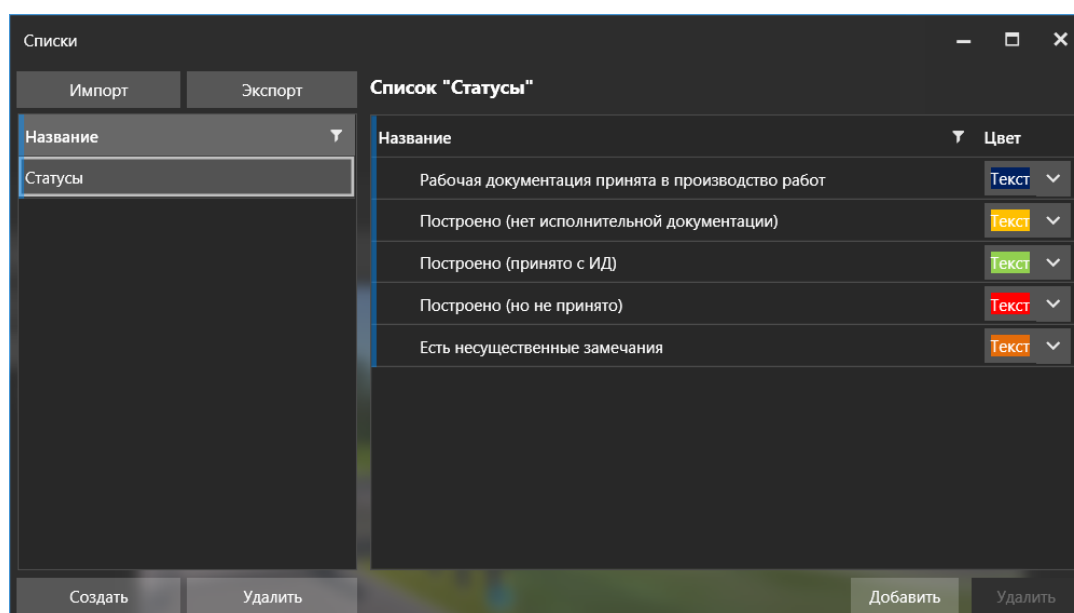 Списки
Импорт Экспорт
Список "Статусы"
Название
Статусы
Название Цвет
Рабочая документация принята в производство работ Текст
Построено (нет исполнительной документации) Текст
Построено (принято с ИД) Текст
Построено (но не принято) Текст
Есть несущественные замечания Текст
Создать Удалить
Добавить Удалить